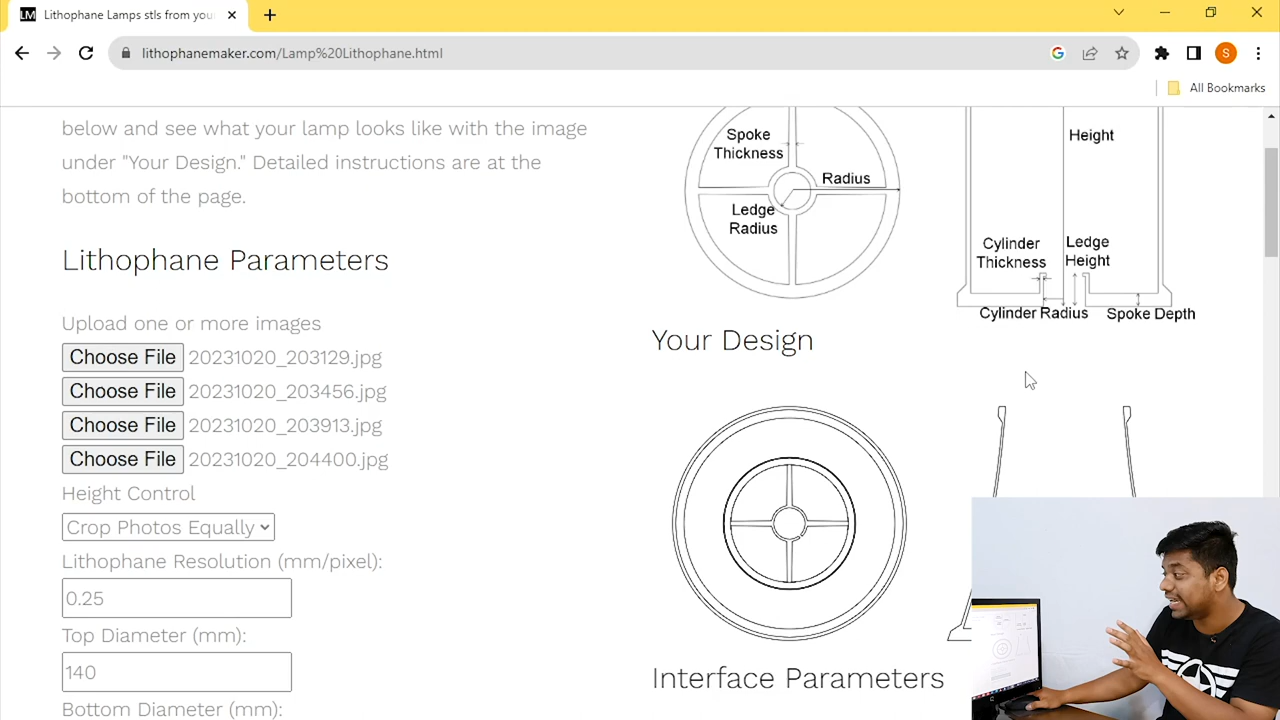 LM Lithophane Lamps stls from you
lithophanemaker.com/Lamp%20Lithophane.html
S
All Bookmarks
below and see what your lamp looks like with the image
under "Your Design." Detailed instructions are at the
bottom of the page.
Lithophane Parameters
Upload one or more images
Choose File 20231020_203129.jpg
Choose File 20231020_203456.jpg
Choose File 20231020_203913.jpg
Choose File 20231020_204400.jpg
Height Control
Crop Photos Equally
Lithophane Resolution (mm/pixel):
0.25
Top Diameter (mm):
140
Bottom Diameter (mm):
Spoke
Thickness
Radius
Ledge
Radius
Height
Cylinder
Thickness
Ledge
Height
Cylinder Radius
Spoke Depth
Your Design
Interface Parameters